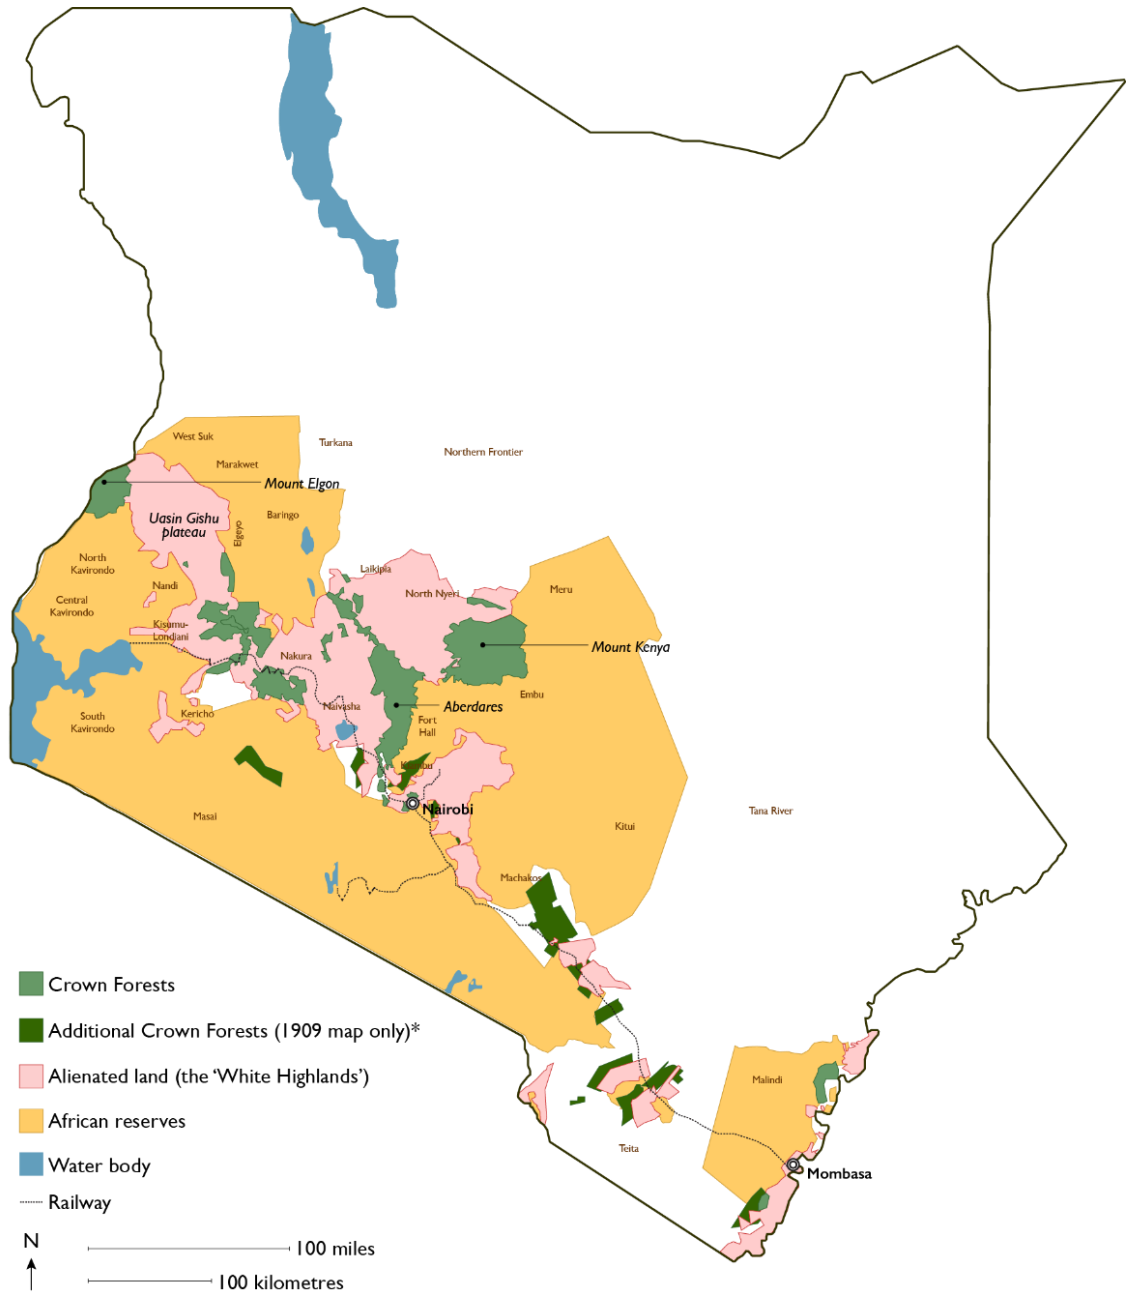 West Suk
Turkana
Northern Frontier
Marakwet
Mount Elgon
Baringo
Uasin Gishu
plateau
Elgeyo
North
Kavirondo
Laikipia
Nandi
North Nyeri
Meru
Central
Kavirondo
Kisumu-
Londiani
Mount Kenya
Nakura
Embu
Naivasha
Aberdares
Kericho
South
Kavirondo
Fort
Hall
Nairobi
Masai
Tana River
Kitui
Machakos
Crown Forests
Additional Crown Forests (1909 map only)*
Alienated land (the ‘White Highlands’)
African reserves
Water body
Railway
Malindi
Teita
Mombasa
N
100 miles
100 kilometres